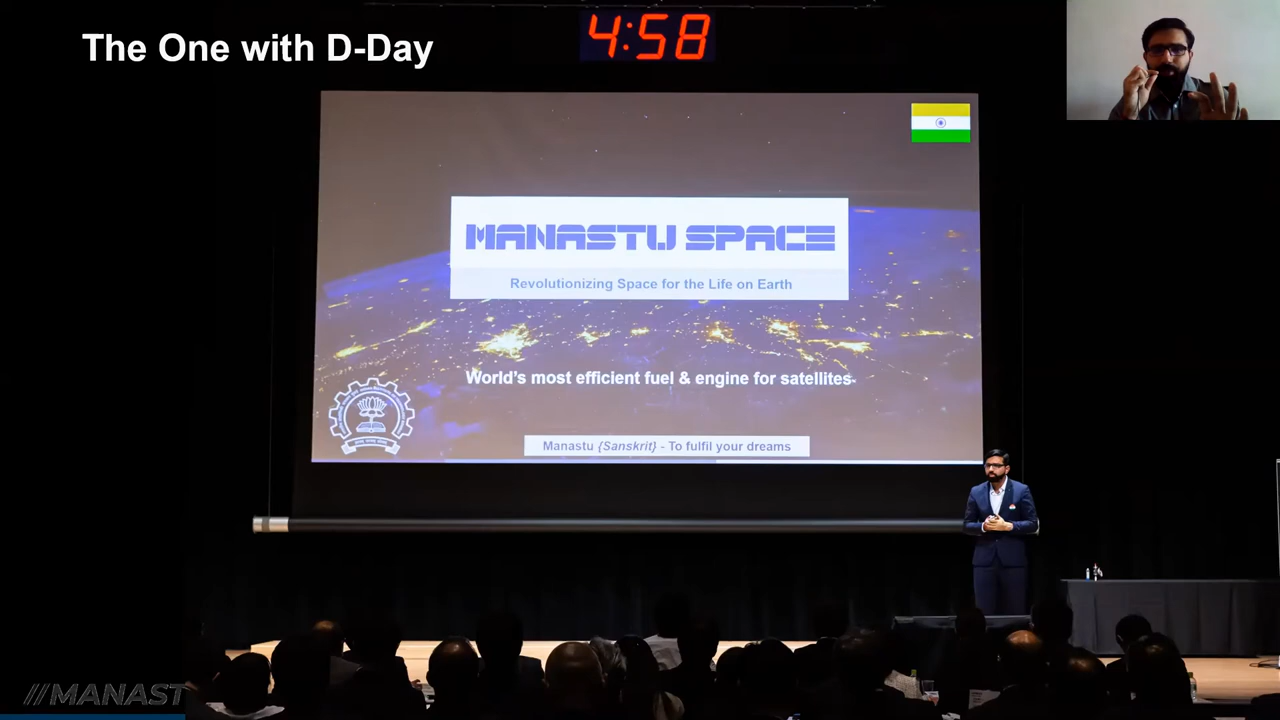 The One with D-Day
4:58
MANASTU SPACE
Revolutionizing Space for the Life on Earth
World's most efficient fuel & engine for satellites
Manastu {Sanskrit} - To fulfil your dreams
///MANAST